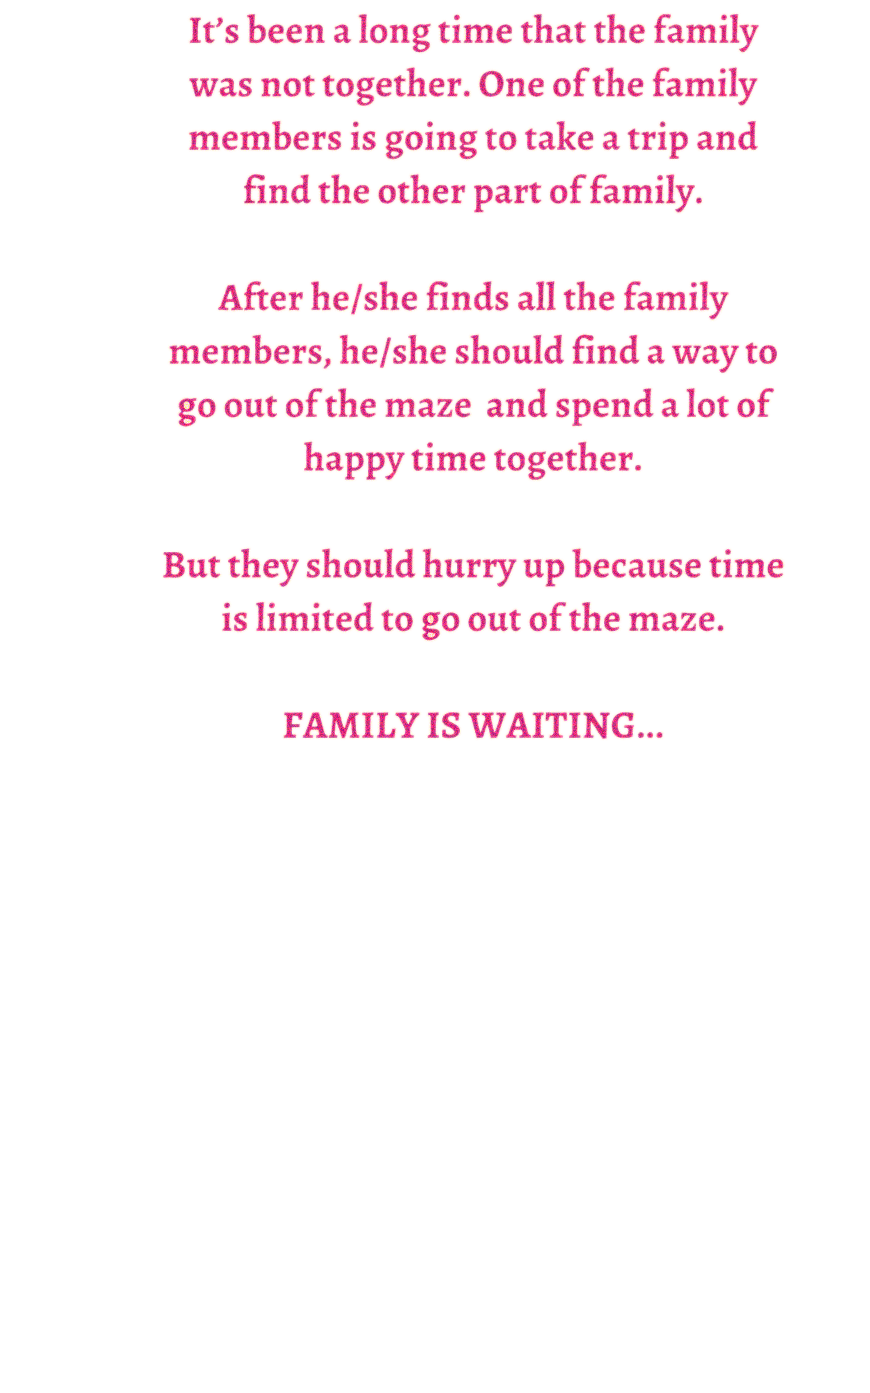 It’s been a long time that the family
was not together. One of the family
members is going to take a trip and
find the other part of family.
After he/she finds all the family
members, he/she should find a way to
go out of the maze  and spend a lot of
happy time together.
But they should hurry up because time
is limited to go out of the maze.
FAMILY IS WAITING...